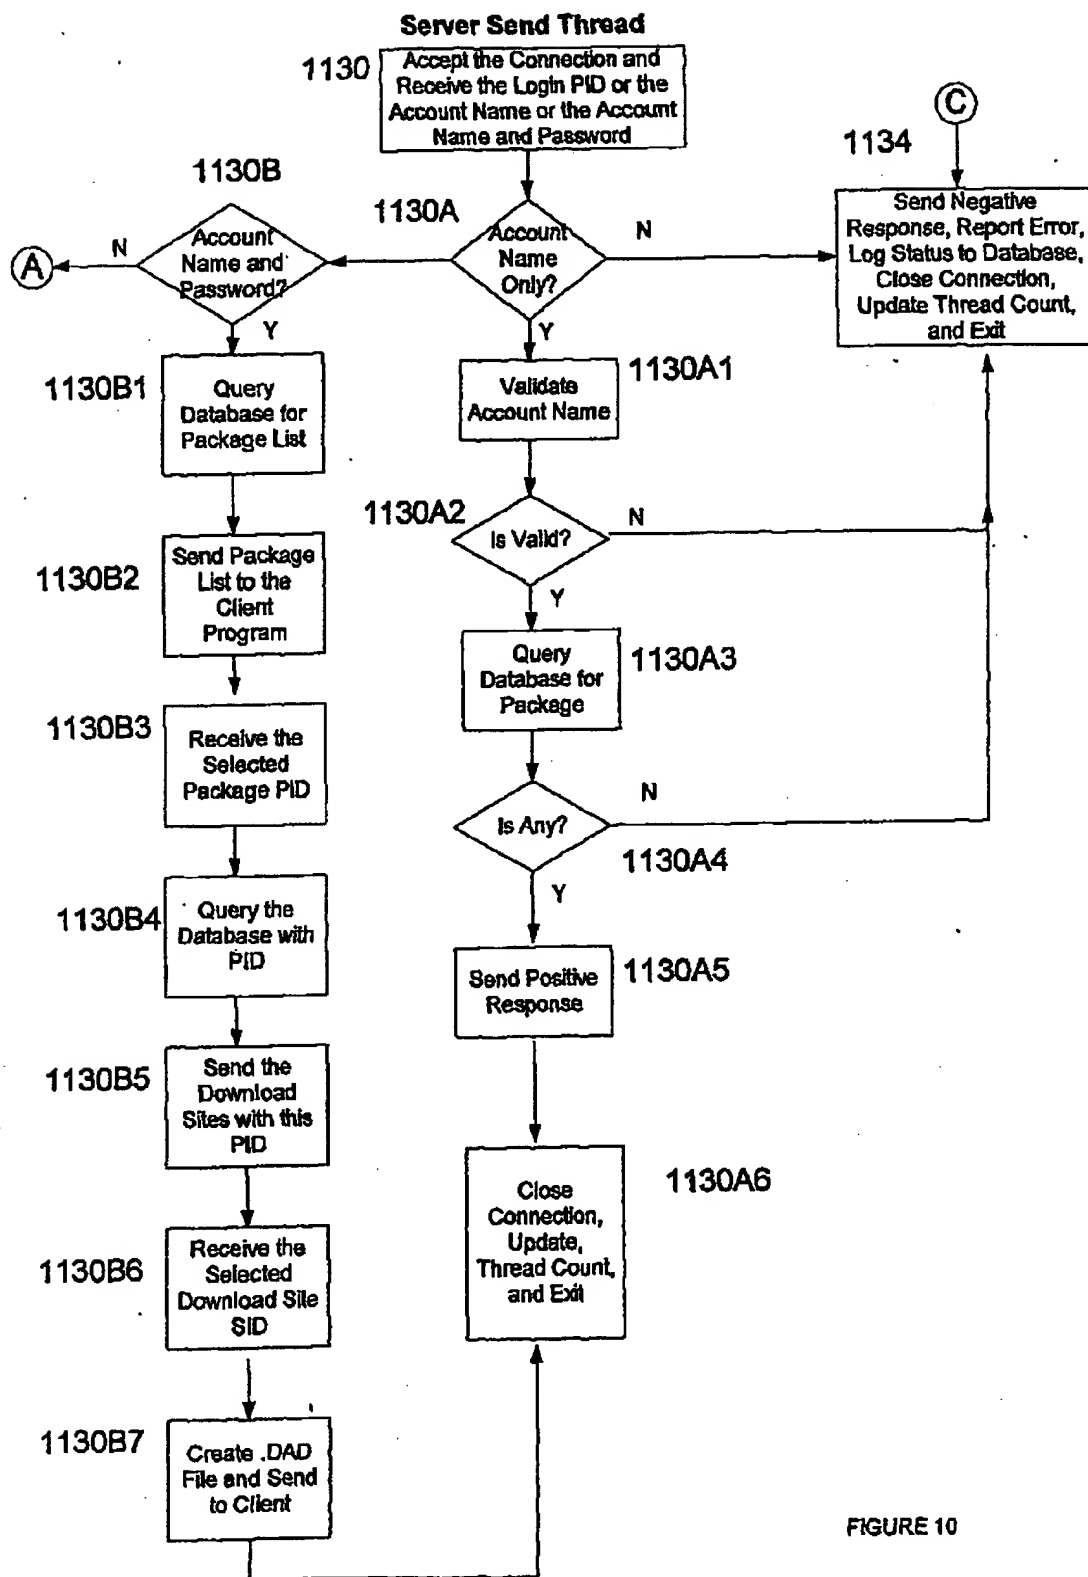 Server Send Thread
1130
Accept the Connection and
Receive the Login PID or the
Account Name or the Account
Name and Password
C
1134
Send Negative
Response, Report Error,
Log Status to Database,
Close Connection,
Update Thread Count,
and Exit
1130B
1130A
Account
Name Only?
N
Account
Name and
Password?
N
A
Y
Y
1130B1
Query
Database for
Package List
1130A1
Validate
Account Name
1130A2
Is Valid?
N
Y
1130B2
Send Package
List to the
Client
Program
1130A3
Query
Database for
Package
1130B3
Receive the
Selected
Package PID
Is Any?
N
1130A4
Y
1130B4
Query the
Database with
PID
1130A5
Send Positive
Response
1130B5
Send the
Download
Sites with this
PID
1130A6
Close
Connection,
Update,
Thread Count,
and Exit
1130B6
Receive the
Selected
Download Site
SID
1130B7
Create .DAD
File and Send
to Client
FIGURE 10